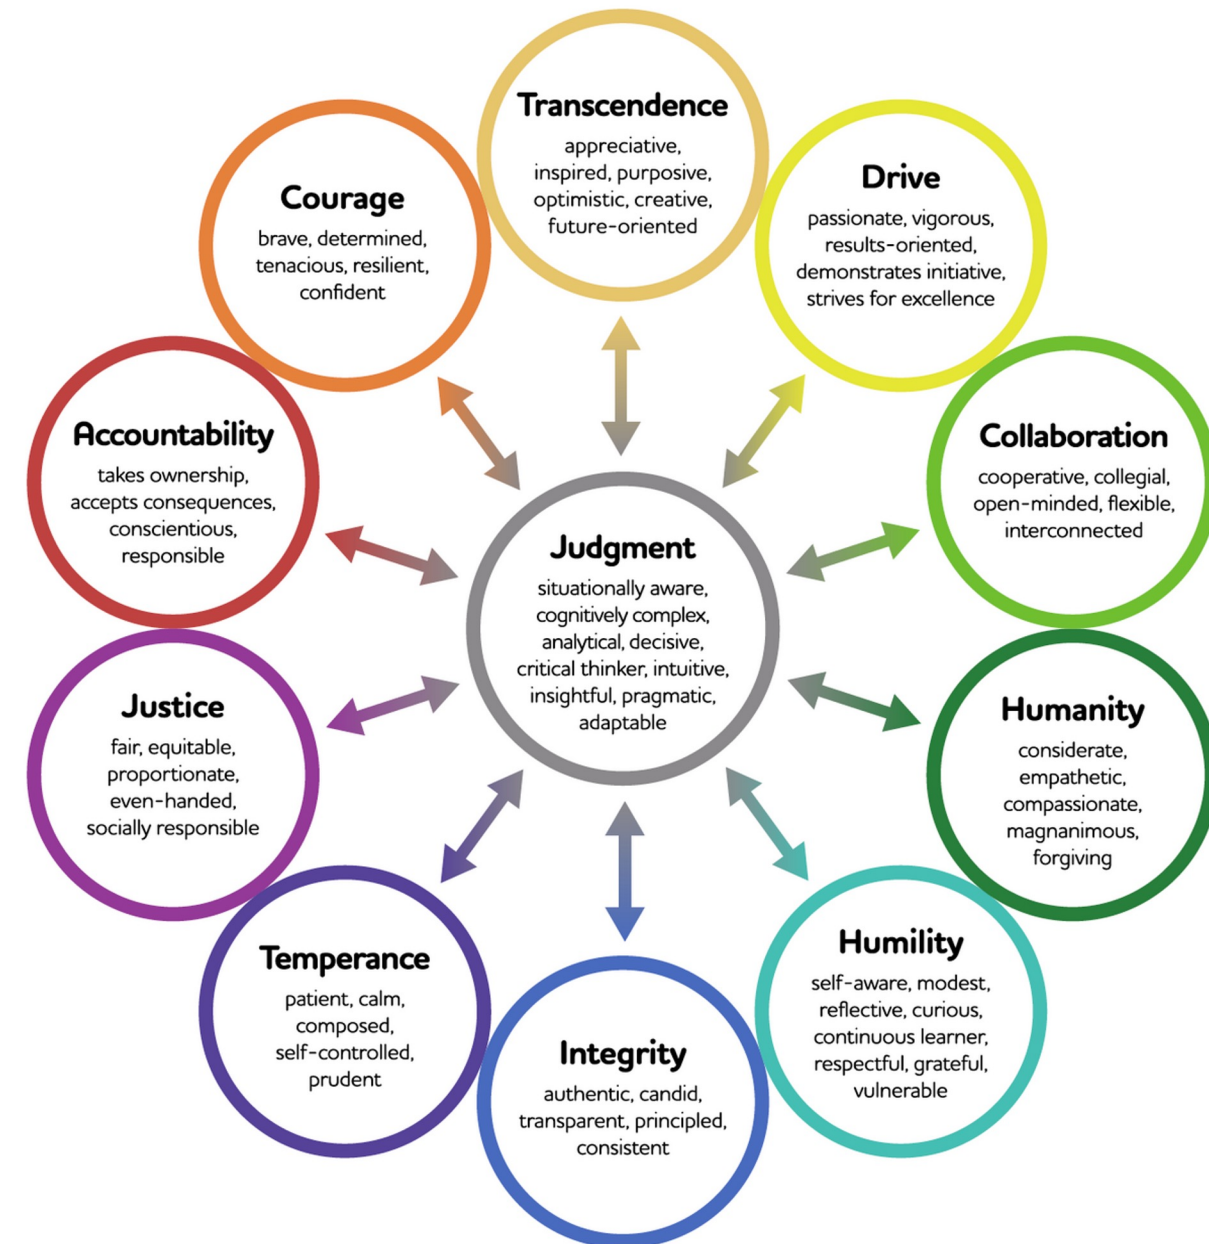 Transcendence
appreciative,
inspired, purposive,
optimistic, creative,
future-oriented
Drive
passionate, vigorous,
results-oriented,
demonstrates initiative,
strives for excellence
Collaboration
cooperative, collegial,
open-minded, flexible,
interconnected
Humanity
considerate,
empathetic,
compassionate,
magnanimous,
forgiving
Humility
self-aware, modest,
reflective, curious,
continuous learner,
respectful, grateful,
vulnerable
Integrity
authentic, candid,
transparent, principled,
consistent
Temperance
patient, calm,
composed,
self-controlled,
prudent
Justice
fair, equitable,
proportionate,
even-handed,
socially responsible
Accountability
takes ownership,
accepts consequences,
conscientious,
responsible
Courage
brave, determined,
tenacious, resilient,
confident
Judgment
situationally aware,
cognitively complex,
analytical, decisive,
critical thinker, intuitive,
insightful, pragmatic,
adaptable